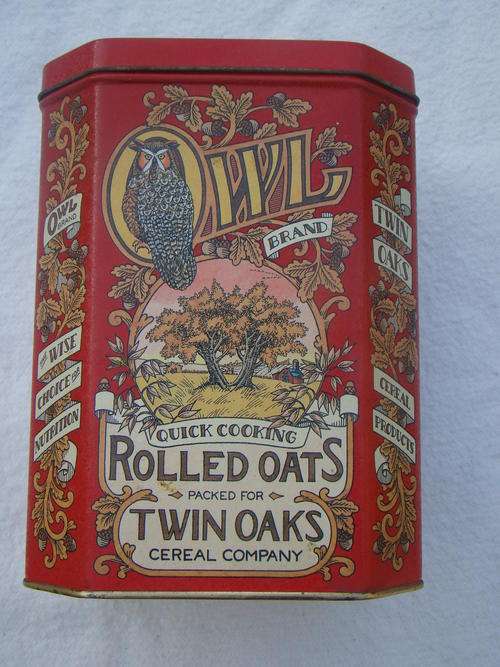 OWL
BRAND
QUICK COOKING
ROLLED OATS
PACKED FOR
TWIN OAKS
CEREAL COMPANY
OWL
BRAND
THE WISE
CHOICE FOR
NUTRITION
TWIN
OAKS
CEREAL
PRODUCTS